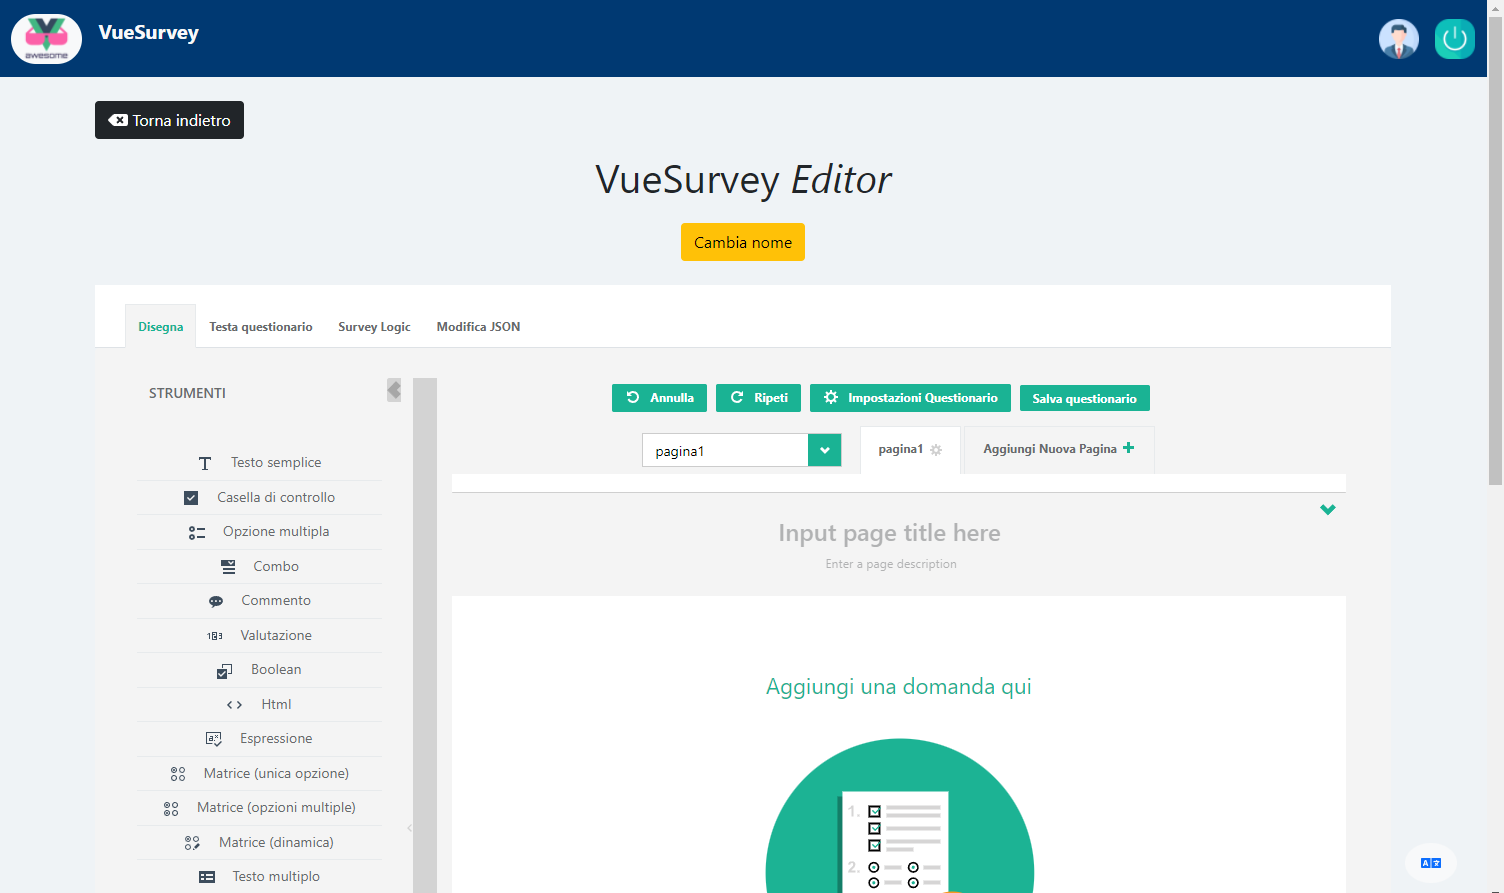 awesome
VueSurvey
Torna indietro
VueSurvey Editor
Cambia nome
Disegna
Testa questionario
Survey Logic
Modifica JSON
STRUMENTI
Annulla
Ripeti
Impostazioni Questionario
Salva questionario
pagina1
pagina1
Aggiungi Nuova Pagina
Testo semplice
Casella di controllo
Opzione multipla
Combo
Commento
Valutazione
Boolean
Html
Espressione
Matrice (unica opzione)
Matrice (opzioni multiple)
Matrice (dinamica)
Testo multiplo
Input page title here
Enter a page description
Aggiungi una domanda qui
1.
2.